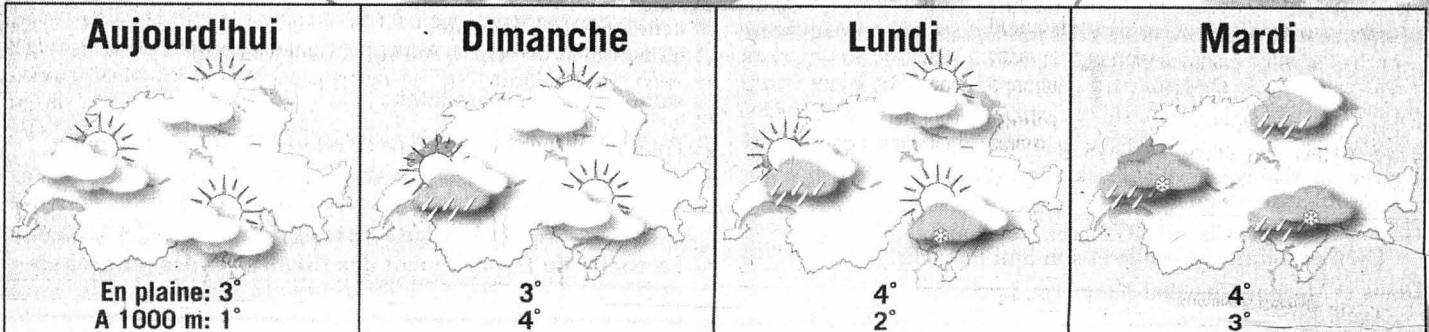 Aujourd'hui
Dimanche
Lundi
Mardi
En plaine: 3°
A 1000 m: 1°
3°
4°
4°
2°
4°
3°